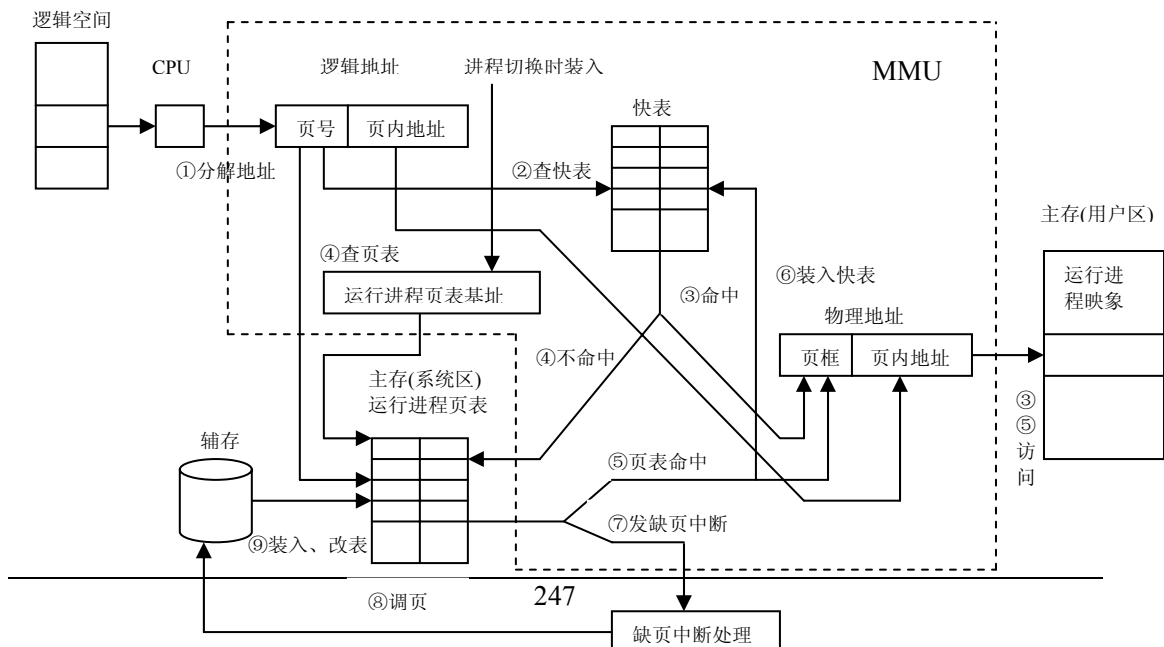 逻辑空间
CPU
逻辑地址
进程切换时装入
MMU
快表
页号
页内地址
①分解地址
②查快表
主存(用户区)
④查页表
运行进程页表基址
③命中
⑥装入快表
运行进
程映象
物理地址
④不命中
页框
页内地址
主存(系统区)
运行进程页表
③
⑤
访
问
辅存
⑤页表命中
⑦发缺页中断
⑨装入、改表
⑧调页
247
缺页中断处理